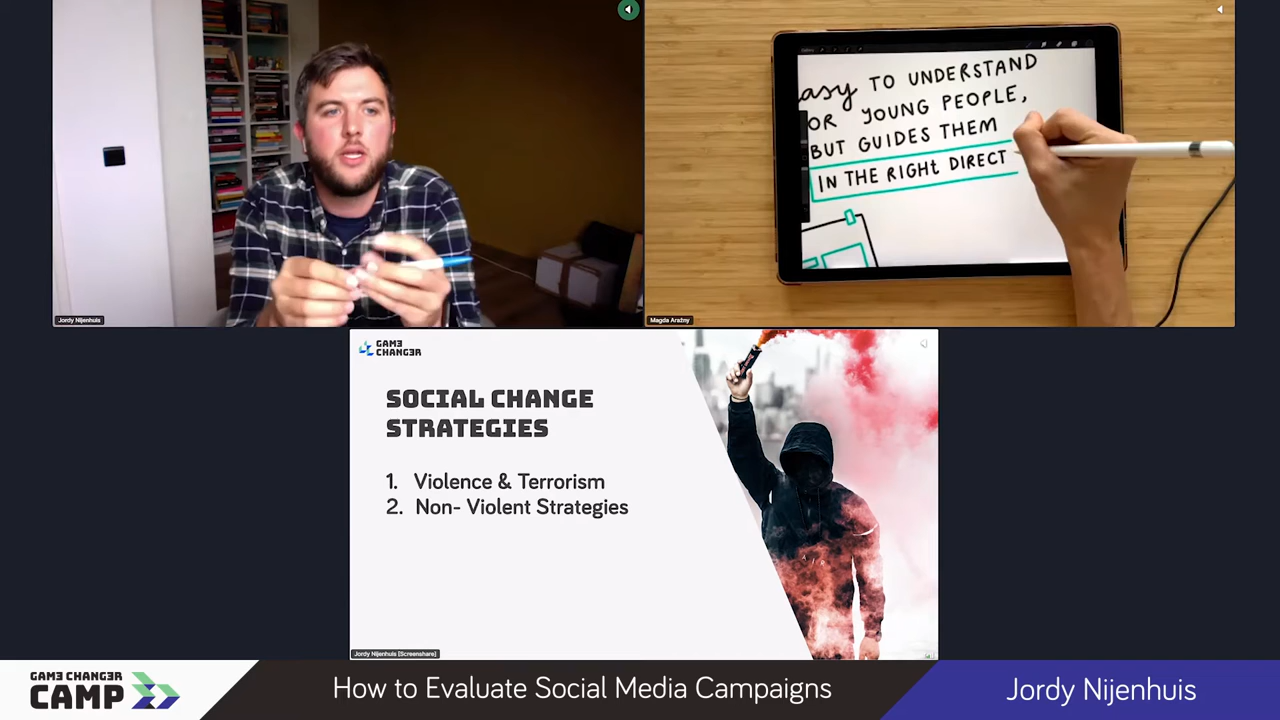 asy TO UNDERSTAND
OR YOUNG PEOPLE,
BUT GUIDES THEM
IN THE RIGHT DIRECT
Jordy Nijenhuis
Magda Arażny
GAM3
CHANG3R
SOCIAL CHANGE
STRATEGIES
1. Violence & Terrorism
2. Non- Violent Strategies
Jordy Nijenhuis [Screenshare]
GAM3 CHANG3R
CAMP
How to Evaluate Social Media Campaigns
Jordy Nijenhuis